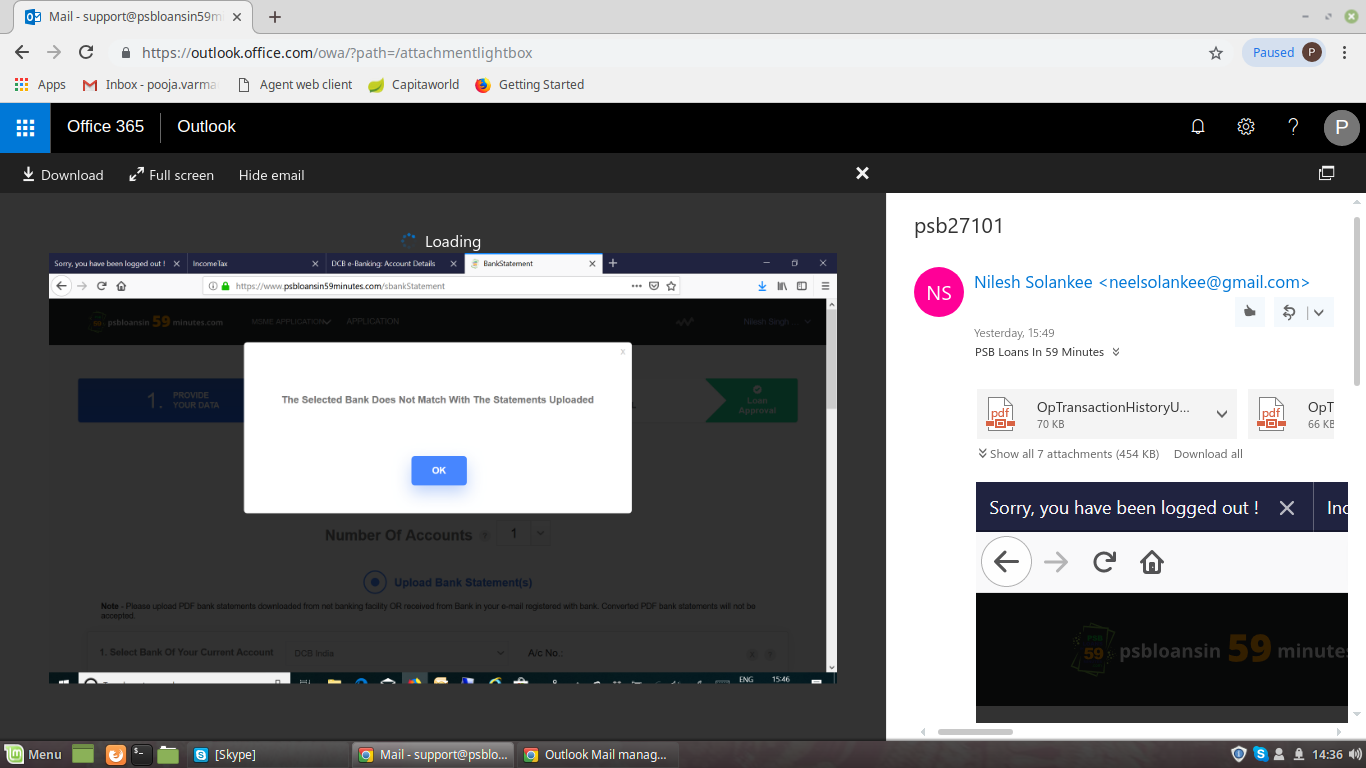 Mail - support@psbloansin59m
https://outlook.office.com/owa/?path=/attachmentlightbox
Paused P
Apps Inbox - pooja.varma Agent web client Capitaworld Getting Started
Office 365 Outlook ? P
Download Full screen Hide email
Loading
Sorry, you have been logged out ! IncomeTax DCB e-Banking: Account Details BankStatement
https://www.psbloansin59minutes.com/sbankStatement
psbloansin 59 minutes.com MSME APPLICATION APPLICATION Nilesh Singh ...
x
The Selected Bank Does Not Match With The Statements Uploaded
1. PROVIDE
YOUR DATA
Loan
Approval
OK
Number Of Accounts 1
Upload Bank Statement(s)
Note - Please upload PDF bank statements downloaded from net banking facility OR received from Bank in your e-mail registered with bank. Converted PDF bank statements will not be
accepted.
1. Select Bank Of Your Current Account DCB India A/c No.:
ENG 15:46
psb27101
NS Nilesh Solankee <neelsolankee@gmail.com>
Yesterday, 15:49
PSB Loans In 59 Minutes
pdf OpTransactionHistoryU... 70 KB
pdf OpT 66 KB
Show all 7 attachments (454 KB) Download all
Sorry, you have been logged out ! Inc
PSB 59 psbloansin 59 minute
Menu [Skype] Mail - support@psblo... Outlook Mail manag... 14:36